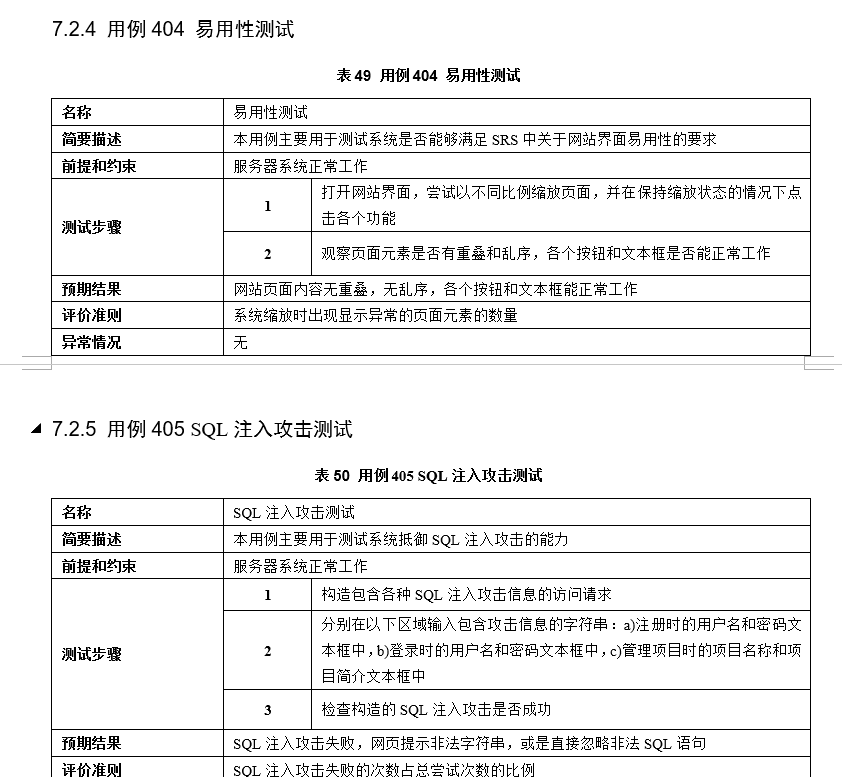 7.2.4 用例 404 易用性测试
表 49 用例 404 易用性测试
名称 易用性测试
简要描述 本用例主要用于测试系统是否能够满足 SRS 中关于网站界面易用性的要求
前提和约束 服务器系统正常工作
测试步骤
1 打开网站界面，尝试以不同比例缩放页面，并在保持缩放状态的情况下点
击各个功能
2 观察页面元素是否有重叠和乱序，各个按钮和文本框是否能正常工作
预期结果 网站页面内容无重叠，无乱序，各个按钮和文本框能正常工作
评价准则 系统缩放时出现显示异常的页面元素的数量
异常情况 无
7.2.5 用例 405 SQL 注入攻击测试
表 50 用例 405 SQL 注入攻击测试
名称 SQL 注入攻击测试
简要描述 本用例主要用于测试系统抵御 SQL 注入攻击的能力
前提和约束 服务器系统正常工作
测试步骤
1 构造包含各种 SQL 注入攻击信息的访问请求
2 分别在以下区域输入包含攻击信息的字符串：a)注册时的用户名和密码文
本框中，b)登录时的用户名和密码文本框中，c)管理项目时的项目名称和项
目简介文本框中
3 检查构造的 SQL 注入攻击是否成功
预期结果 SQL 注入攻击失败，网页提示非法字符串，或是直接忽略非法 SQL 语句
评价准则 SQL 注入攻击失败的次数占总尝试次数的比例